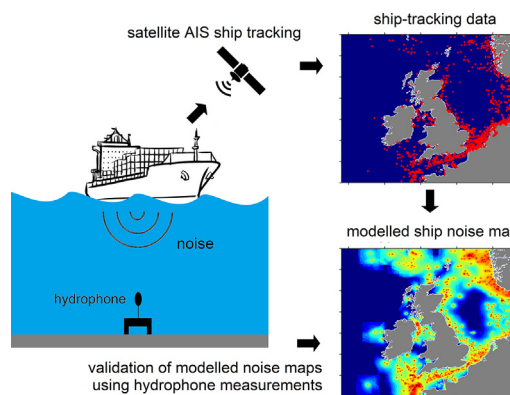 satellite AIS ship tracking
ship-tracking data
noise
hydrophone
modelled ship noise ma
validation of modelled noise maps
using hydrophone measurements